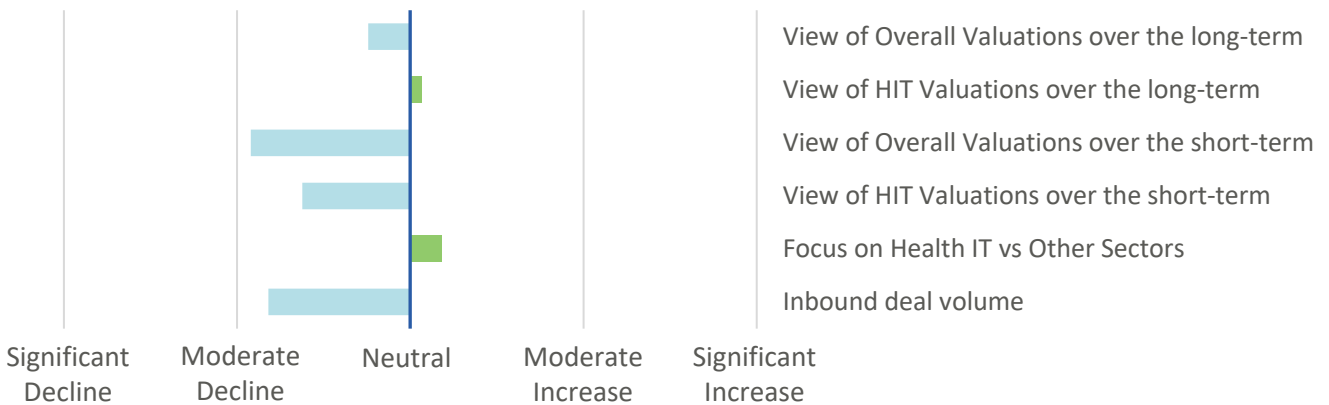 View of Overall Valuations over the long-term
View of HIT Valuations over the long-term
View of Overall Valuations over the short-term
View of HIT Valuations over the short-term
Focus on Health IT vs Other Sectors
Inbound deal volume
Significant
Decline
Moderate
Decline
Neutral
Moderate
Increase
Significant
Increase